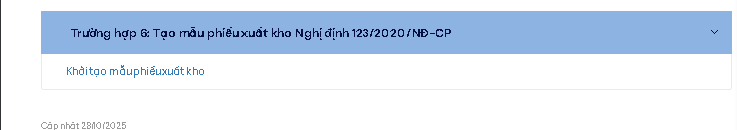 Trường hợp 6: Tạo mẫu phiếu xuất kho Nghị định 123/2020/NĐ-CP
Khởi tạo mẫu phiếu xuất kho
Cập nhật 28/10/2025